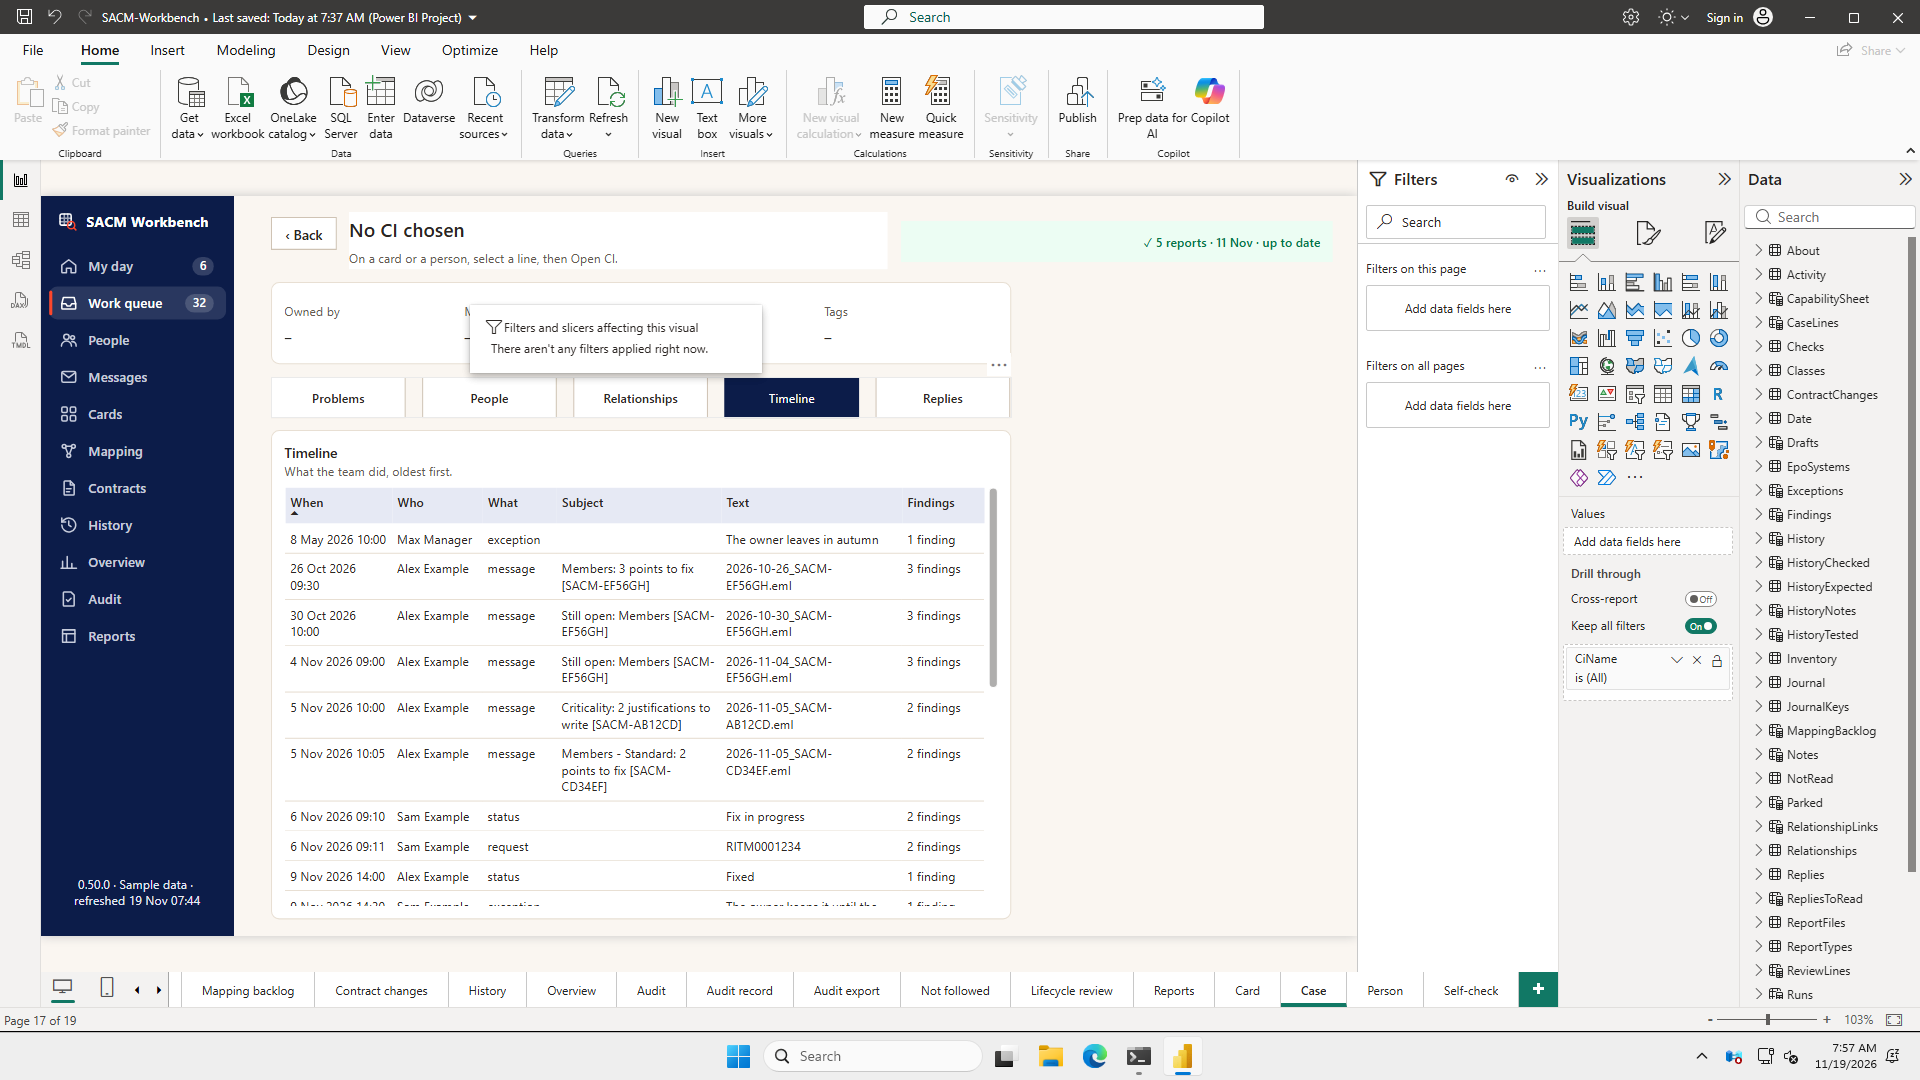 SACM-Workbench • Last saved: Today at 7:37 AM (Power BI Project)
Search
Sign in
File
Home
Insert
Modeling
Design
View
Optimize
Help
Share
Paste
Cut
Copy
Format painter
Clipboard
Get data
Excel workbook
OneLake catalog
SQL Server
Enter data
Dataverse
Recent sources
Data
Transform data
Refresh
Queries
New visual
Text box
More visuals
Insert
New visual calculation
New measure
Quick measure
Calculations
Sensitivity
Sensitivity
Publish
Share
Prep data for AI
Copilot
Copilot
SACM Workbench
My day 6
Work queue 32
People
Messages
Cards
Mapping
Contracts
History
Overview
Audit
Reports
0.50.0 · Sample data ·
refreshed 19 Nov 07:44
‹ Back
No CI chosen
On a card or a person, select a line, then Open CI.
✓ 5 reports · 11 Nov · up to date
Owned by
–
Tags
–
Filters and slicers affecting this visual
There aren't any filters applied right now.
Problems
People
Relationships
Timeline
Replies
Timeline
What the team did, oldest first.
When Who What Subject Text Findings
8 May 2026 10:00 Max Manager exception The owner leaves in autumn 1 finding
26 Oct 2026 09:30 Alex Example message Members: 3 points to fix [SACM-EF56GH] 2026-10-26_SACM-EF56GH.eml 3 findings
30 Oct 2026 10:00 Alex Example message Still open: Members [SACM-EF56GH] 2026-10-30_SACM-EF56GH.eml 3 findings
4 Nov 2026 09:00 Alex Example message Still open: Members [SACM-EF56GH] 2026-11-04_SACM-EF56GH.eml 3 findings
5 Nov 2026 10:00 Alex Example message Criticality: 2 justifications to write [SACM-AB12CD] 2026-11-05_SACM-AB12CD.eml 2 findings
5 Nov 2026 10:05 Alex Example message Members - Standard: 2 points to fix [SACM-CD34EF] 2026-11-05_SACM-CD34EF.eml 2 findings
6 Nov 2026 09:10 Sam Example status Fix in progress 2 findings
6 Nov 2026 09:11 Sam Example request RITM0001234 2 findings
9 Nov 2026 14:00 Alex Example status Fixed 1 finding
Filters
Search
Filters on this page
Add data fields here
Filters on all pages
Add data fields here
Visualizations
Build visual
Values
Add data fields here
Drill through
Cross-report Off
Keep all filters On
CiName
is (All)
Data
Search
About
Activity
CapabilitySheet
CaseLines
Checks
Classes
ContractChanges
Date
Drafts
EpoSystems
Exceptions
Findings
History
HistoryChecked
HistoryExpected
HistoryNotes
HistoryTested
Inventory
Journal
JournalKeys
MappingBacklog
Notes
NotRead
Parked
RelationshipLinks
Relationships
Replies
RepliesToRead
ReportFiles
ReportTypes
ReviewLines
Runs
Mapping backlog
Contract changes
History
Overview
Audit
Audit record
Audit export
Not followed
Lifecycle review
Reports
Card
Case
Person
Self-check
Page 17 of 19
103%
Search
7:57 AM
11/19/2026